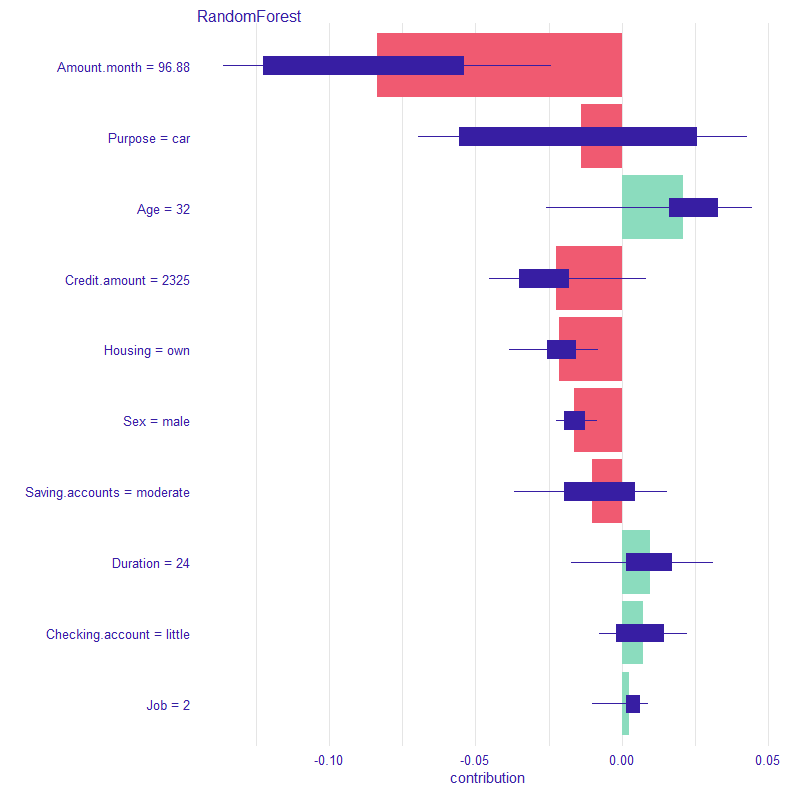 RandomForest
Amount.month = 96.88
Purpose = car
Age = 32
Credit.amount = 2325
Housing = own
Sex = male
Saving.accounts = moderate
Duration = 24
Checking.account = little
Job = 2
-0.10 -0.05 0.00 0.05
contribution